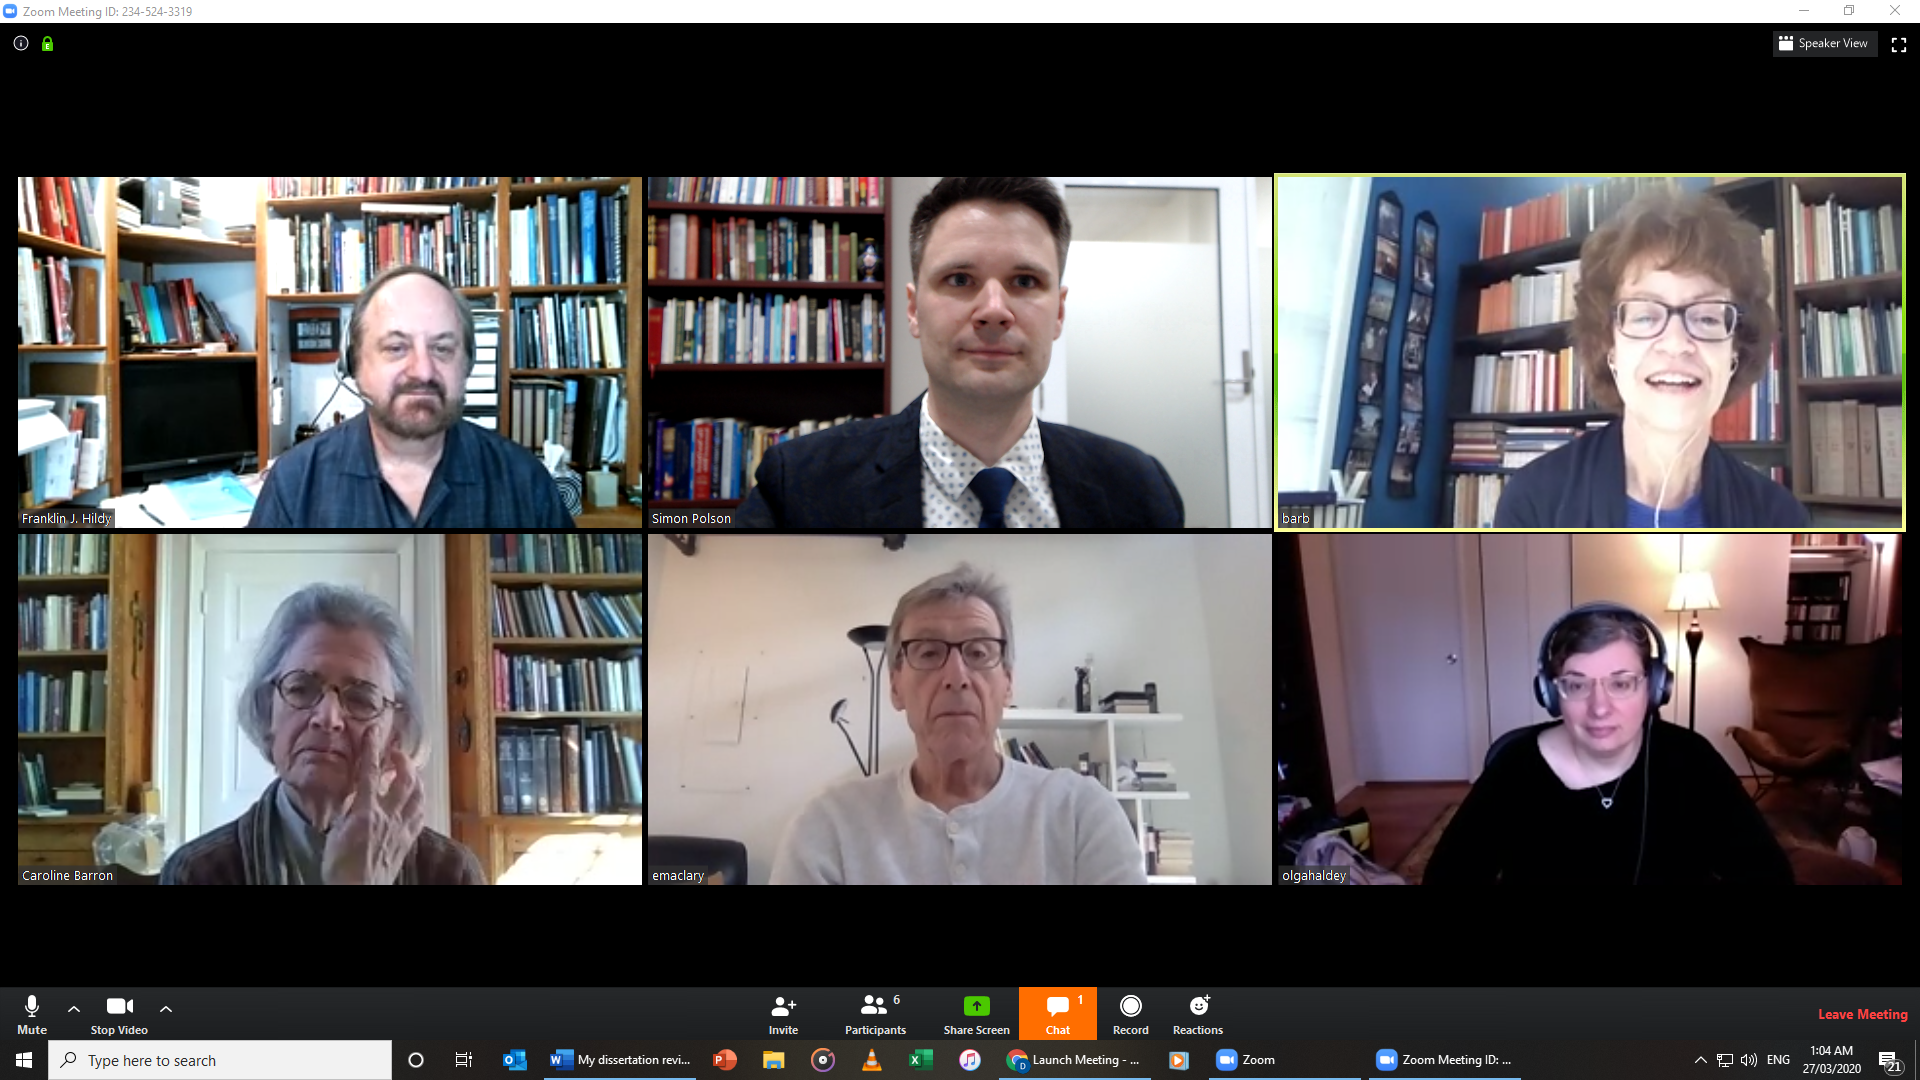 Zoom Meeting ID: 234-524-3319
Speaker View
Franklin J. Hildy
Simon Polson
barb
Caroline Barron
emaclary
olgahaldey
Mute
Stop Video
Invite
6
Participants
Share Screen
1
Chat
Record
Reactions
Leave Meeting
Type here to search
My dissertation revi...
Launch Meeting - ...
Zoom
Zoom Meeting ID: ...
ENG
1:04 AM
27/03/2020
21